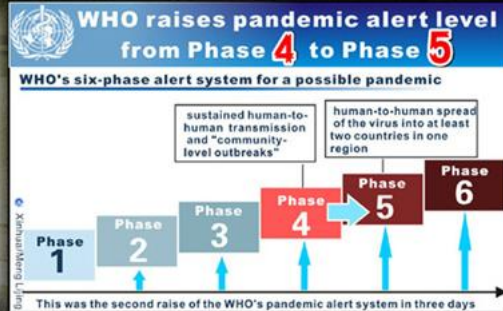 WHO raises pandemic alert level
from Phase 4 to Phase 5
WHO's six-phase alert system for a possible pandemic
sustained human-to-
human transmission
and "community-
level outbreaks"
human-to-human spread
of the virus into at least
two countries in one
region
Phase
1
Phase
2
Phase
3
Phase
4
Phase
5
Phase
6
© Xinhua/Meng Lijing
This was the second raise of the WHO's pandemic alert system in three days